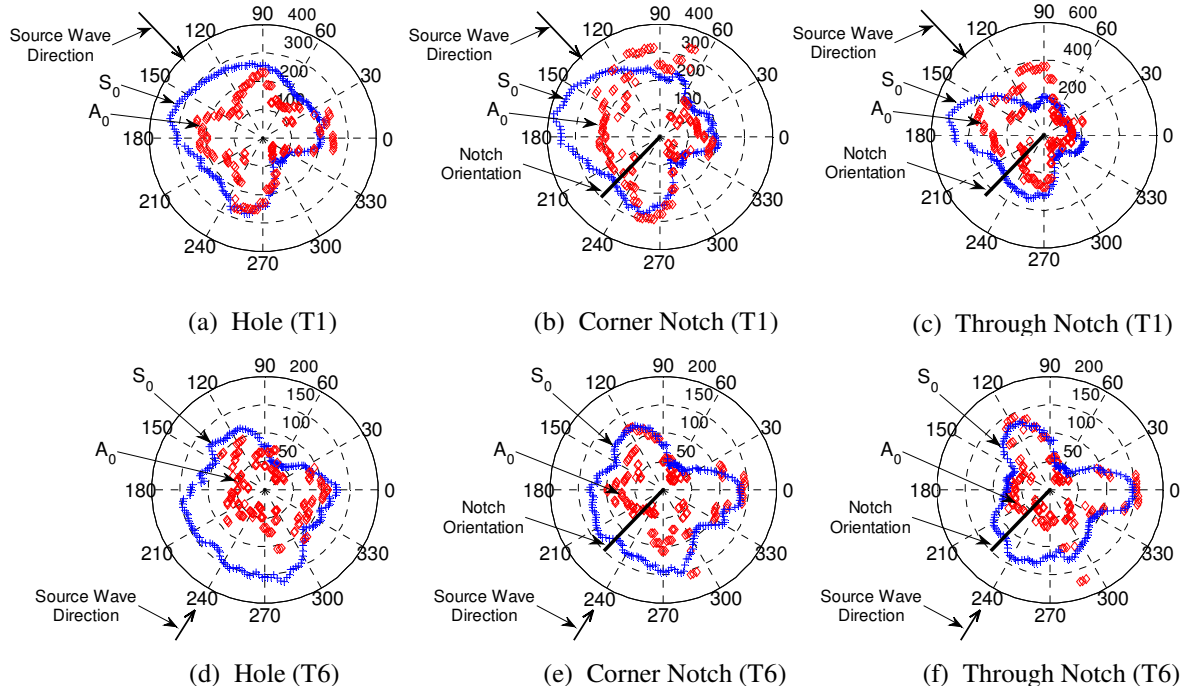 90
400
120
60
Source Wave
Direction
300
200
150
30
100
S0
A0
180
0
210
330
240
300
270
(a) Hole (T1)
90
400
120
60
Source Wave
Direction
300
200
150
30
100
S0
A0
180
0
Notch
Orientation
210
330
240
300
270
(b) Corner Notch (T1)
90
600
120
60
Source Wave
Direction
400
150
200
30
S0
A0
180
0
Notch
Orientation
210
330
240
300
270
(c) Through Notch (T1)
90
200
120
60
S0
150
100
150
30
50
A0
180
0
210
330
Source Wave
Direction
240
300
270
(d) Hole (T6)
90
200
120
60
S0
150
100
150
30
50
A0
180
0
Notch
Orientation
210
330
Source Wave
Direction
240
300
270
(e) Corner Notch (T6)
90
200
120
60
S0
150
100
150
30
50
A0
180
0
Notch
Orientation
210
330
Source Wave
Direction
240
300
270
(f) Through Notch (T6)